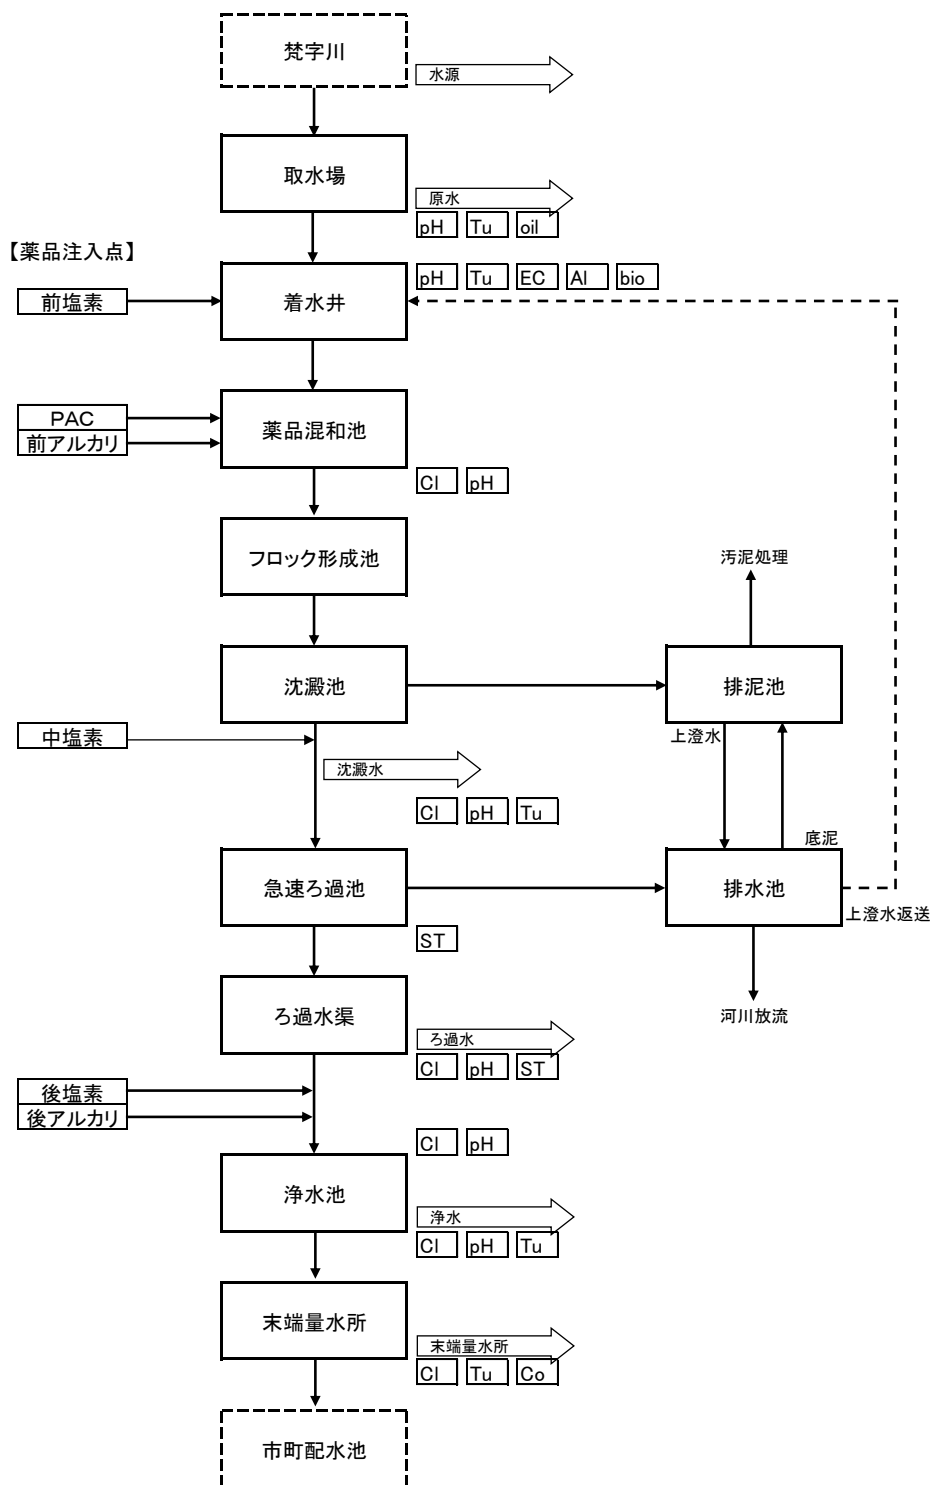 梵字川
水源
取水場
原水
pH Tu oil
【薬品注入点】
pH Tu EC Al bio
前塩素
着水井
PAC
前アルカリ
薬品混和池
Cl pH
フロック形成池
汚泥処理
沈澱池
排泥池
中塩素
上澄水
沈澱水
Cl pH Tu
底泥
急速ろ過池
排水池
上澄水返送
ST
ろ過水渠
河川放流
ろ過水
Cl pH ST
後塩素
後アルカリ
Cl pH
浄水池
浄水
Cl pH Tu
末端量水所
末端量水所
Cl Tu Co
市町配水池